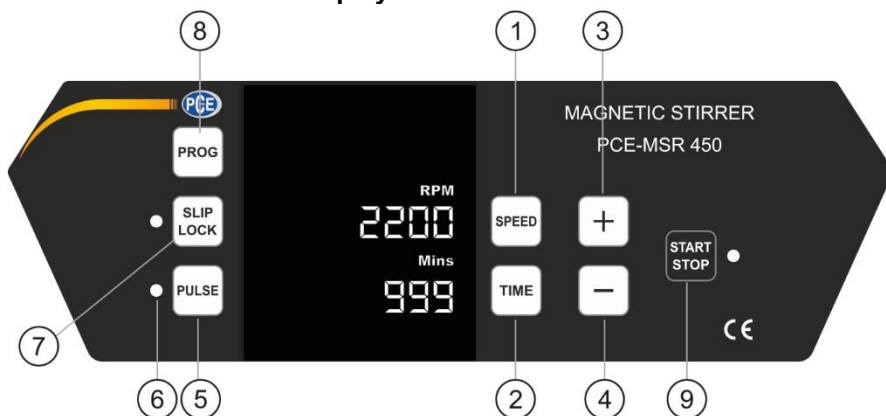 8
1
3
PCE
MAGNETIC STIRRER
PCE-MSR 450
PROG
RPM
2200
SLIP
LOCK
SPEED
+
START
STOP
Mins
999
PULSE
TIME
−
CE
7
6
5
2
4
9